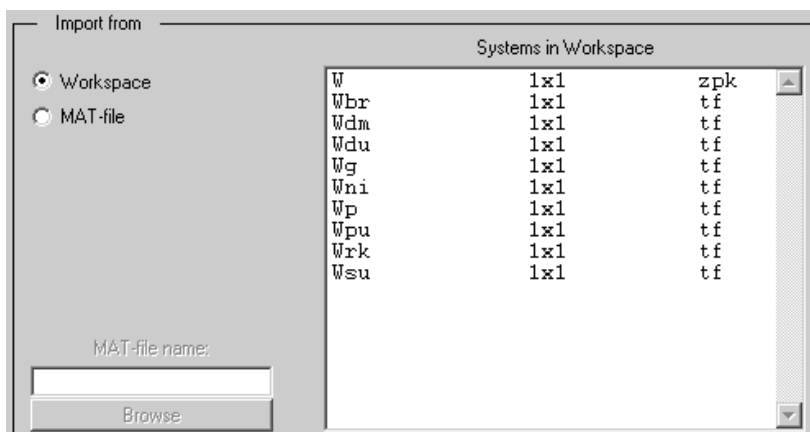 Import from
Systems in Workspace
Workspace
MAT-file
W 1x1 zpk
Wbr 1x1 tf
Wdm 1x1 tf
Wdu 1x1 tf
Wg 1x1 tf
Wni 1x1 tf
Wp 1x1 tf
Wpu 1x1 tf
Wrk 1x1 tf
Wsu 1x1 tf
MAT-file name:
Browse